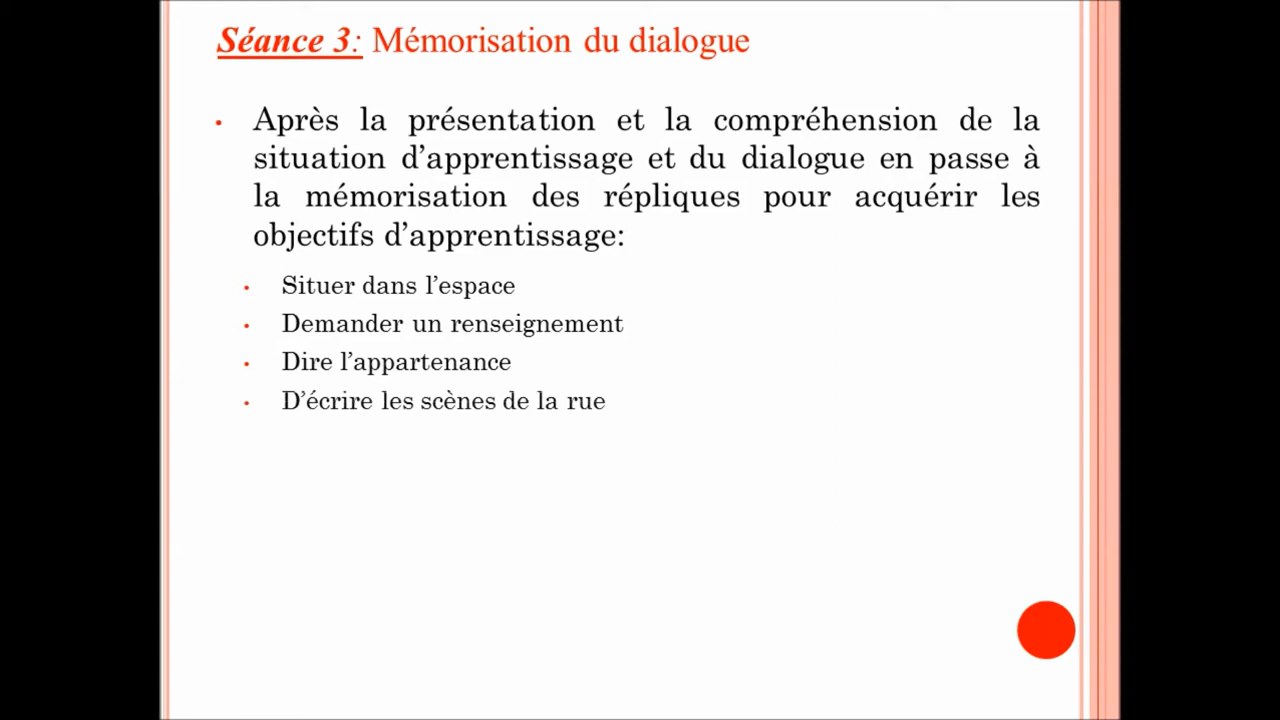 Séance 3: Mémorisation du dialogue
• Après la présentation et la compréhension de la
situation d’apprentissage et du dialogue en passe à
la mémorisation des répliques pour acquérir les
objectifs d’apprentissage:
• Situer dans l’espace
• Demander un renseignement
• Dire l’appartenance
• D’écrire les scènes de la rue